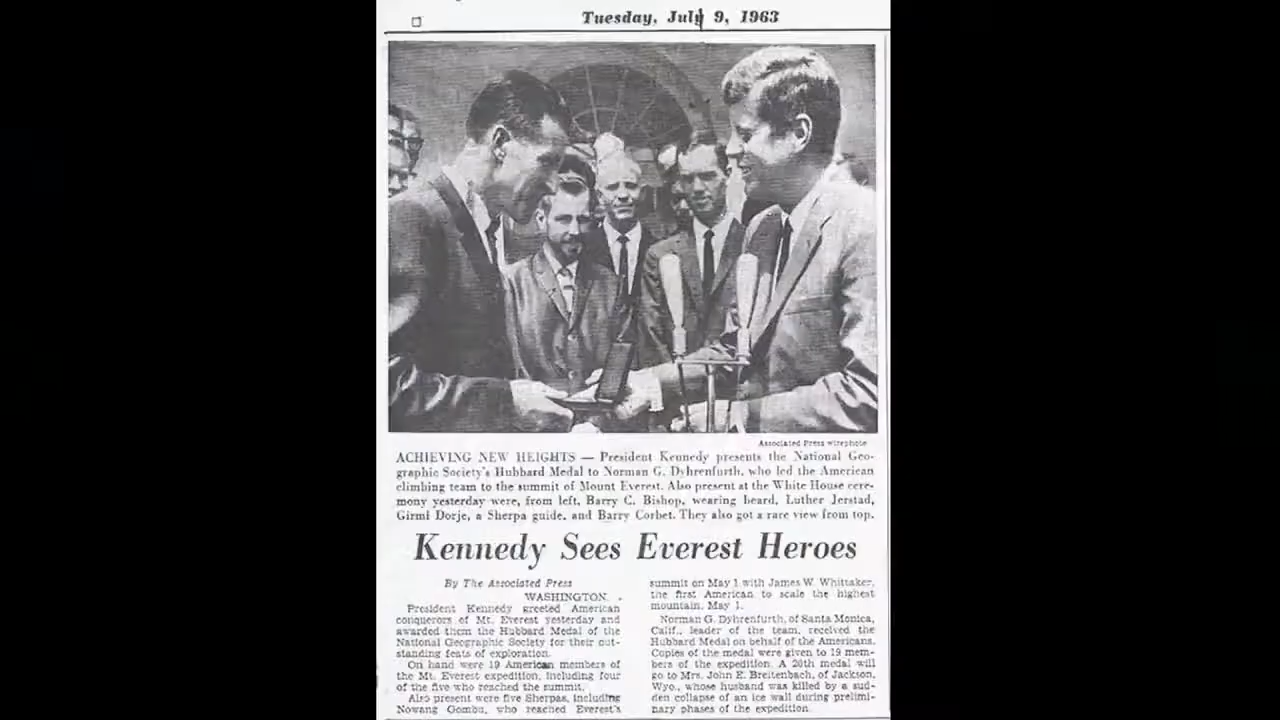 Tuesday, July 9, 1963
Associated Press wirephoto
ACHIEVING NEW HEIGHTS — President Kennedy presents the National Geo-
graphic Society's Hubbard Medal to Norman G. Dyhrenfurth, who led the American
climbing team to the summit of Mount Everest. Also present at the White House cere-
mony yesterday were, from left, Barry C. Bishop, wearing beard, Luther Jerstad,
Girmi Dorje, a Sherpa guide, and Barry Corbet. They also got a rare view from top.
Kennedy Sees Everest Heroes
By The Associated Press
WASHINGTON. -
President Kennedy greeted American
conquerors of Mt. Everest yesterday and
awarded them the Hubbard Medal of the
National Geographic Society for their out-
standing feats of exploration.
On hand were 19 American members of
the Mt. Everest expedition, including four
of the five who reached the summit.
Also present were five Sherpas, including
Nowang Gombu, who reached Everest's
summit on May 1 with James W. Whittaker,
the first American to scale the highest
mountain, May 1.
Norman G. Dyhrenfurth, of Santa Monica,
Calif., leader of the team, received the
Hubbard Medal on behalf of the Americans.
Copies of the medal were given to 19 mem-
bers of the expedition. A 20th medal will
go to Mrs. John E. Breitenbach, of Jackson,
Wyo., whose husband was killed by a sud-
den collapse of an ice wall during prelimi-
nary phases of the expedition.